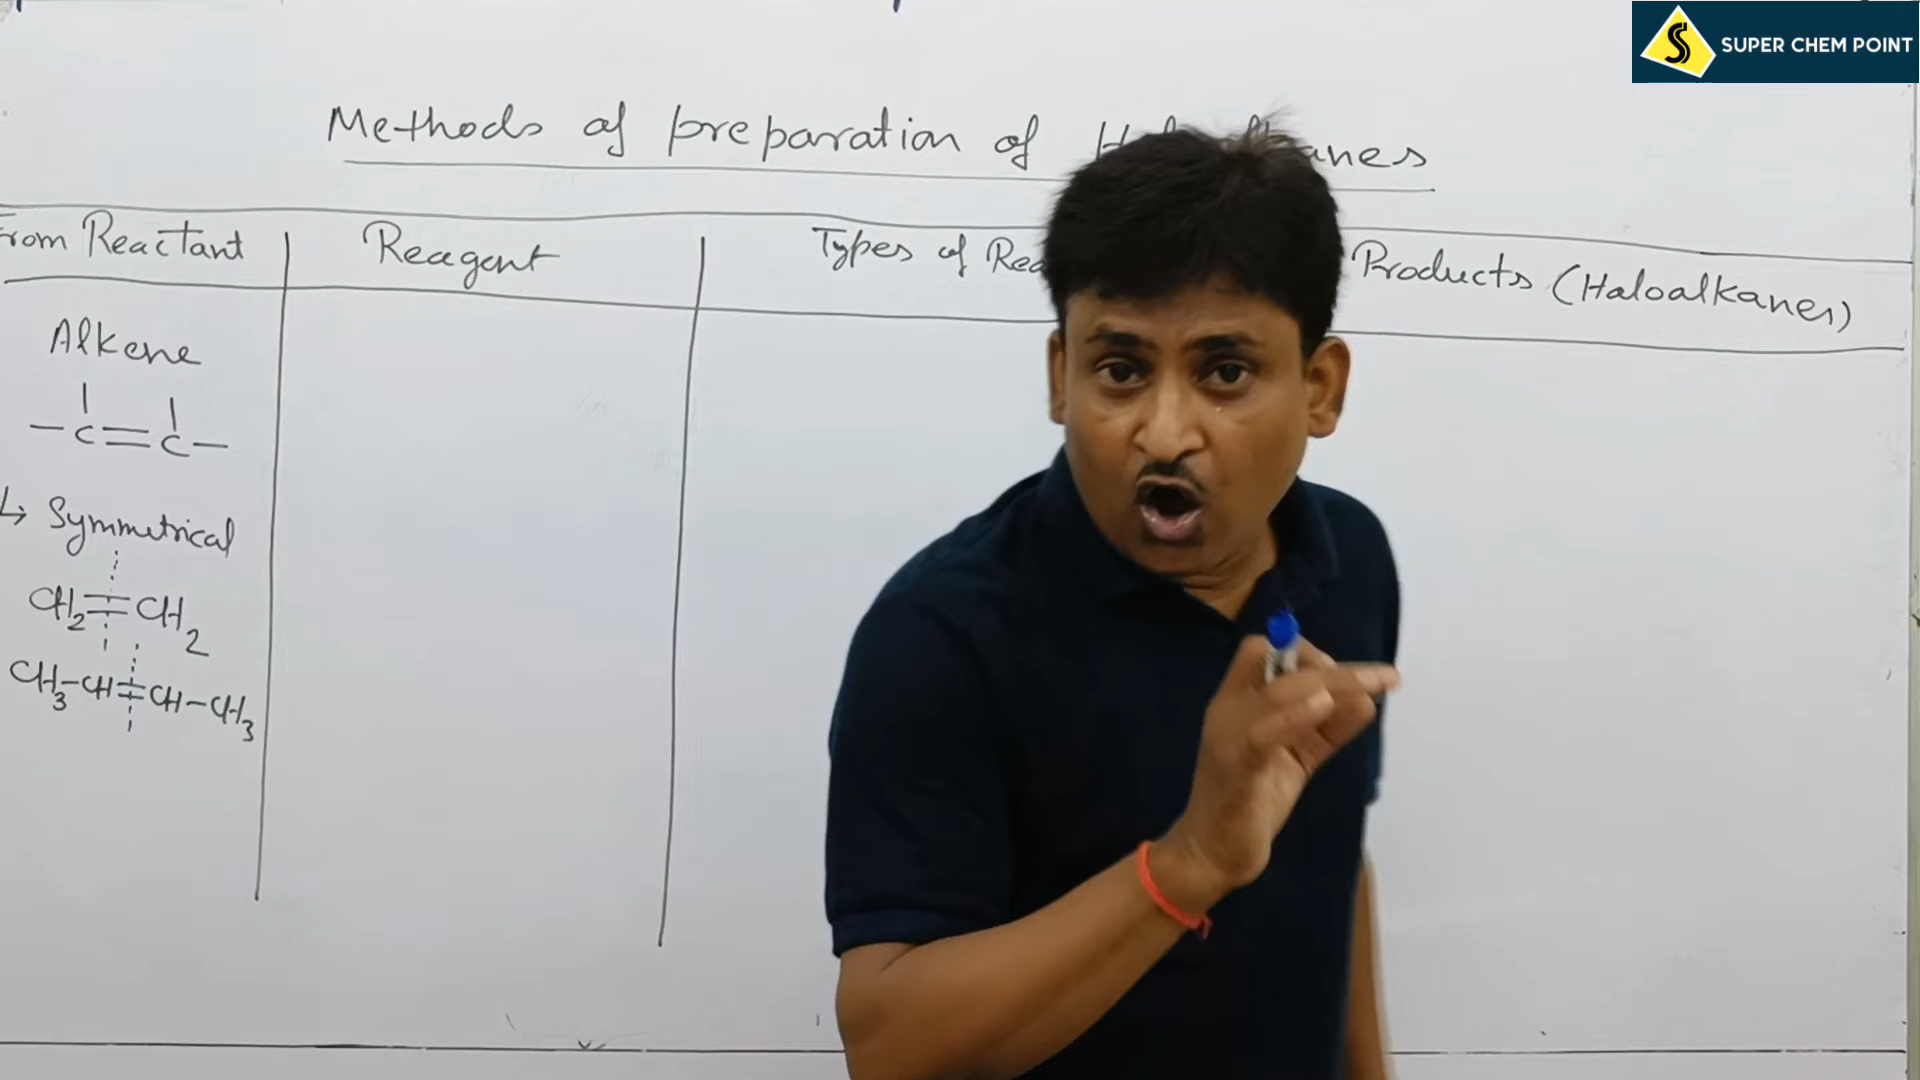 SUPER CHEM POINT
Methods of preparation of
From Reactant Reagent Types of Products (Haloalkanes)
Alkene
-C=C-
↳ Symmetrical
CH2=CH2
CH3-CH=CH-CH3